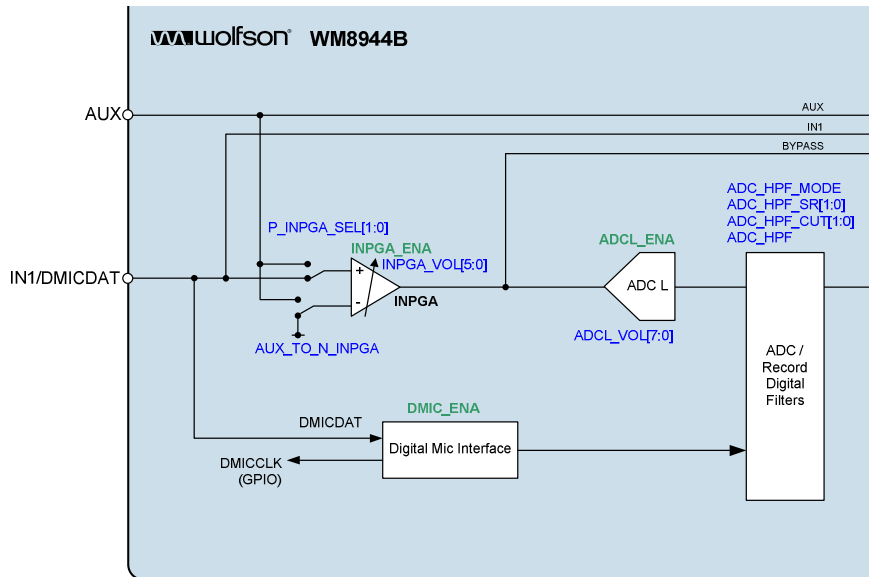 wolfson® WM8944B
AUX
AUX
IN1
BYPASS
ADC_HPF_MODE
ADC_HPF_SR[1:0]
ADC_HPF_CUT[1:0]
ADC_HPF
P_INPGA_SEL[1:0]
INPGA_ENA
INPGA_VOL[5:0]
ADCL_ENA
IN1/DMICDAT
+
-
INPGA
ADC L
ADCL_VOL[7:0]
AUX_TO_N_INPGA
ADC /
Record
Digital
Filters
DMIC_ENA
DMICDAT
Digital Mic Interface
DMICCLK
(GPIO)